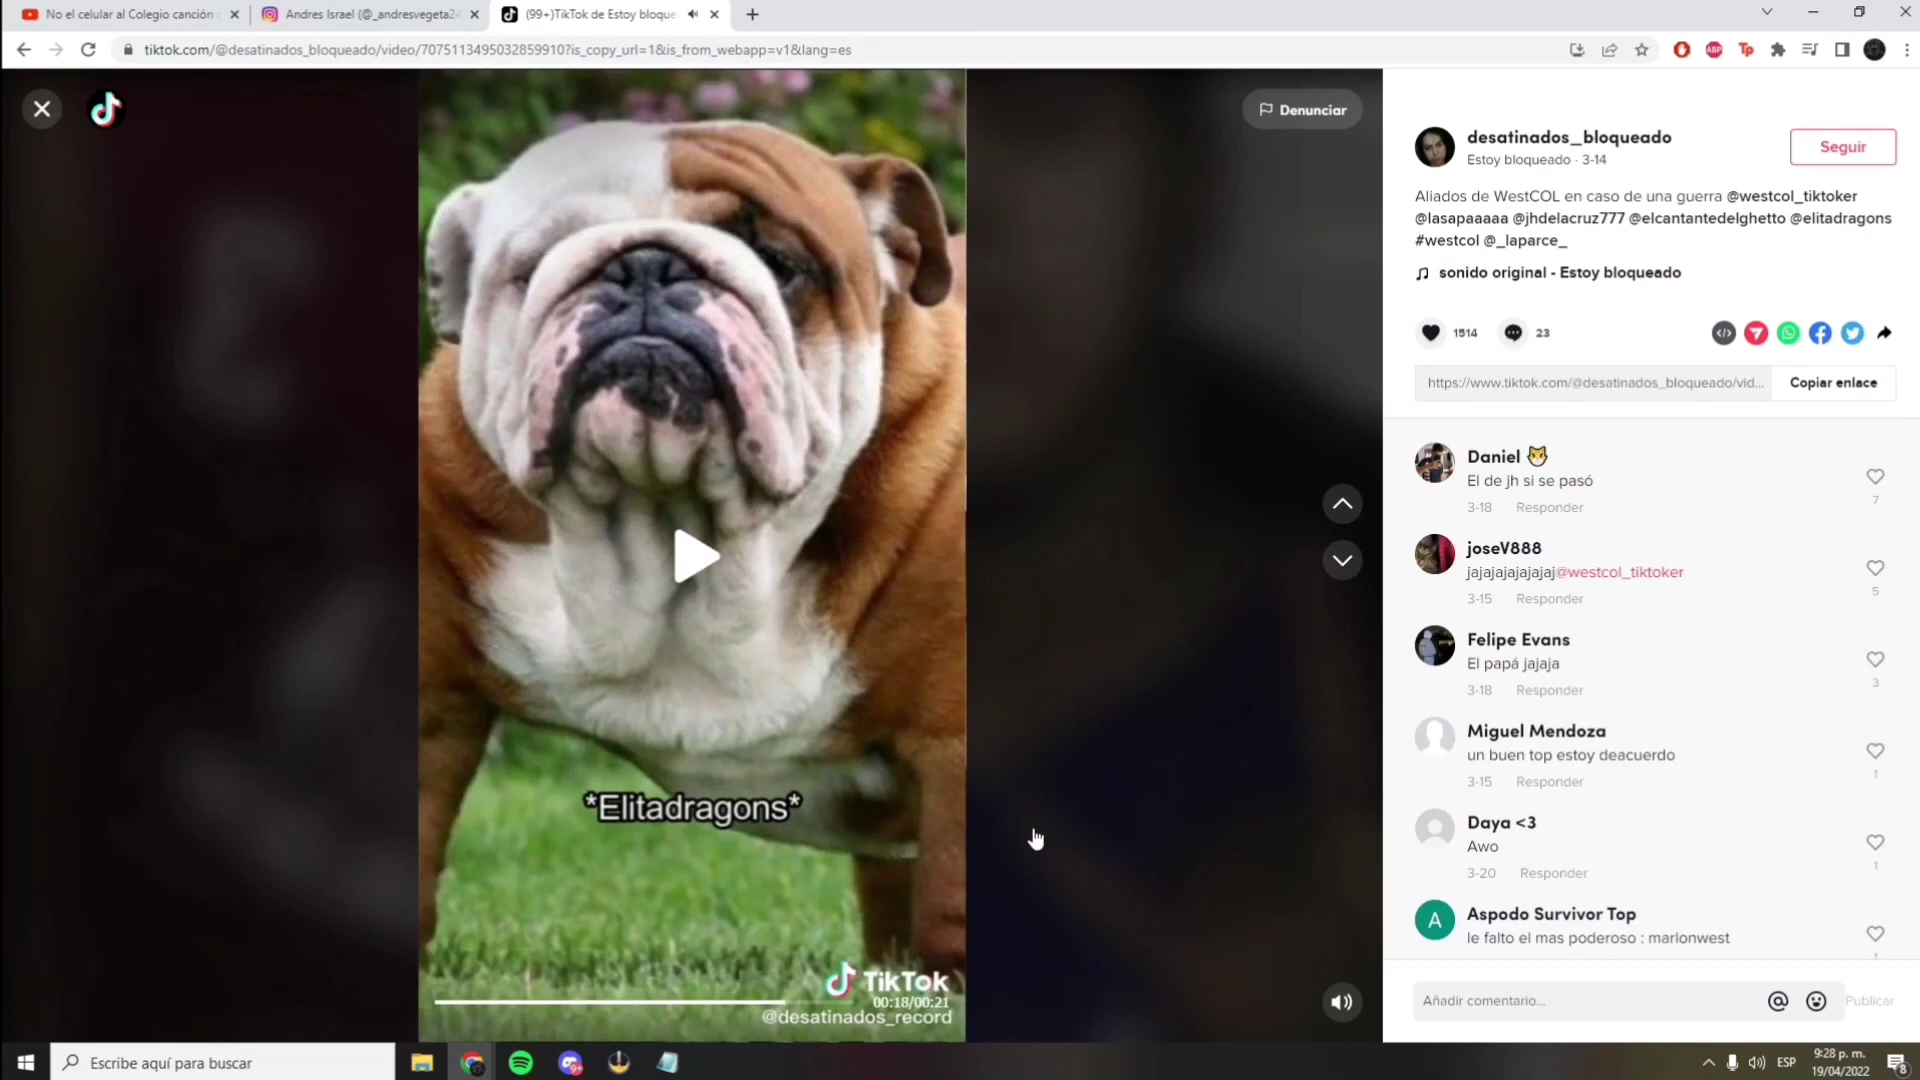 No el celular al Colegio canción
Andres Israel (@_andresvegeta2
(99+)TikTok de Estoy bloque
tiktok.com/@desatinados_bloqueado/video/7075113495032859910?is_copy_url=1&is_from_webapp=v1&lang=es
ABP
Tp
Denunciar
*Elitadragons*
TikTok
00:18/00:21
@desatinados_record
desatinados_bloqueado
Estoy bloqueado · 3-14
Seguir
Aliados de WestCOL en caso de una guerra @westcol_tiktoker
@lasapaaaaa @jhdelacruz777 @elcantantedelghetto @elitadragons
#westcol @_laparce_
sonido original - Estoy bloqueado
1514
23
https://www.tiktok.com/@desatinados_bloqueado/vid...
Copiar enlace
Daniel
El de jh si se pasó
3-18 Responder
7
joseV888
jajajajajajajaj@westcol_tiktoker
3-15 Responder
5
Felipe Evans
El papá jajaja
3-18 Responder
3
Miguel Mendoza
un buen top estoy deacuerdo
3-15 Responder
1
Daya <3
Awo
3-20 Responder
1
A
Aspodo Survivor Top
le falto el mas poderoso : marlonwest
Añadir comentario...
Publicar
Escribe aquí para buscar
9+
ESP
9:28 p. m.
19/04/2022
8